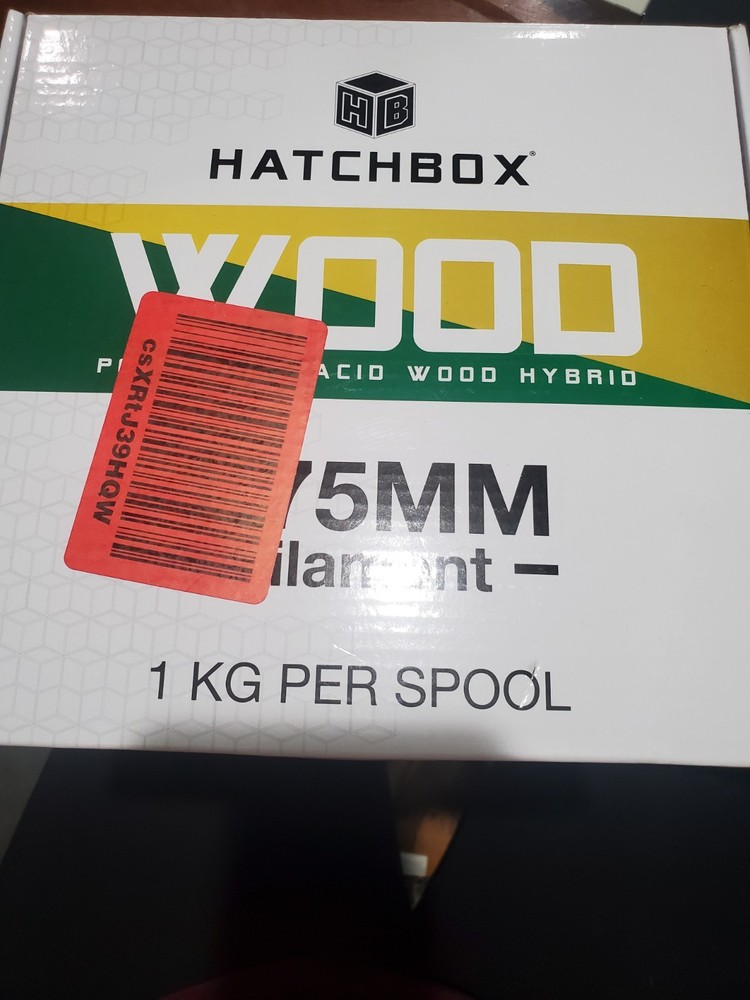 HB
HATCHBOX®
WOOD
ACID WOOD HYBRID
csXRtJ39HQW
75MM
1 KG PER SPOOL